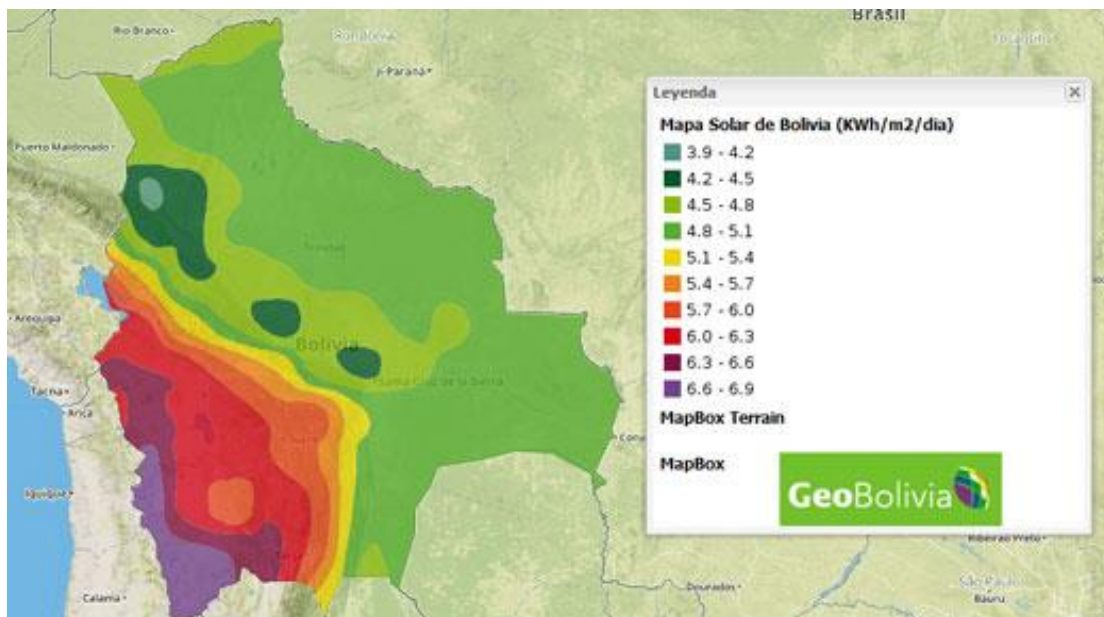 Brasil
Rio Branco
Rondônia
Tocantins
Ji-Paraná
Puerto Maldonado
Trinidad
Arequipa
Bolivia
Santa Cruz de la Sierra
Tacna
Arica
Iquique
Calama
Dourados
Ribeirão Preto
São Paulo
Bauru
Leyenda
Mapa Solar de Bolivia (KWh/m2/dia)
3.9 - 4.2
4.2 - 4.5
4.5 - 4.8
4.8 - 5.1
5.1 - 5.4
5.4 - 5.7
5.7 - 6.0
6.0 - 6.3
6.3 - 6.6
6.6 - 6.9
MapBox Terrain
MapBox
GeoBolivia